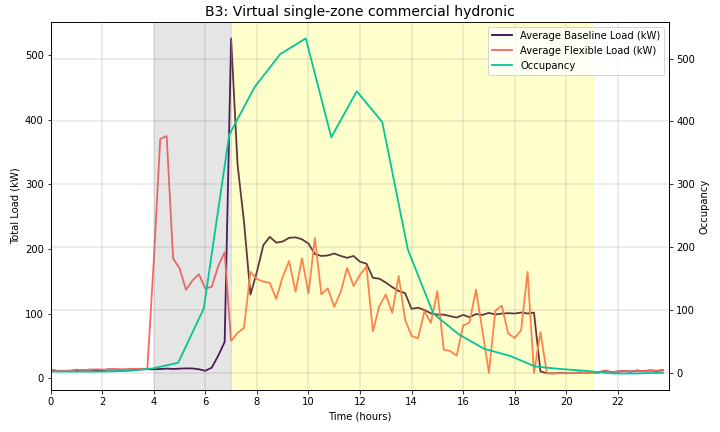 B3: Virtual single-zone commercial hydronic
Average Baseline Load (kW)
Average Flexible Load (kW)
Occupancy
500
400
300
200
100
0
Total Load (kW)
500
400
300
200
100
0
Occupancy
0 2 4 6 8 10 12 14 16 18 20 22
Time (hours)